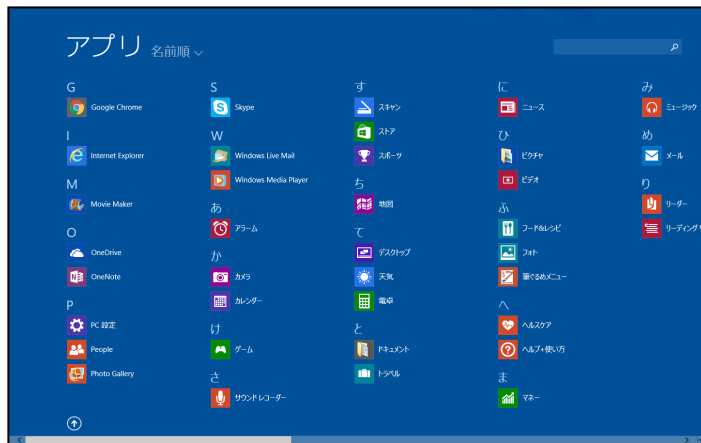 アプリ 名前順
G
Google Chrome
I
Internet Explorer
M
Movie Maker
O
OneDrive
OneNote
P
PC 設定
People
Photo Gallery
S
Skype
W
Windows Live Mail
Windows Media Player
あ
アラーム
か
カメラ
カレンダー
け
ゲーム
さ
サウンド レコーダー
す
スキャン
ストア
スポーツ
ち
地図
て
デスクトップ
天気
電卓
と
ドキュメント
トラベル
に
ニュース
ひ
ピクチャ
ビデオ
ふ
フード&レシピ
フォト
筆ぐるめメニュー
へ
ヘルスケア
ヘルプ+使い方
ま
マネー
み
ミュージック
め
メール
り
リーダー
リーディング リ